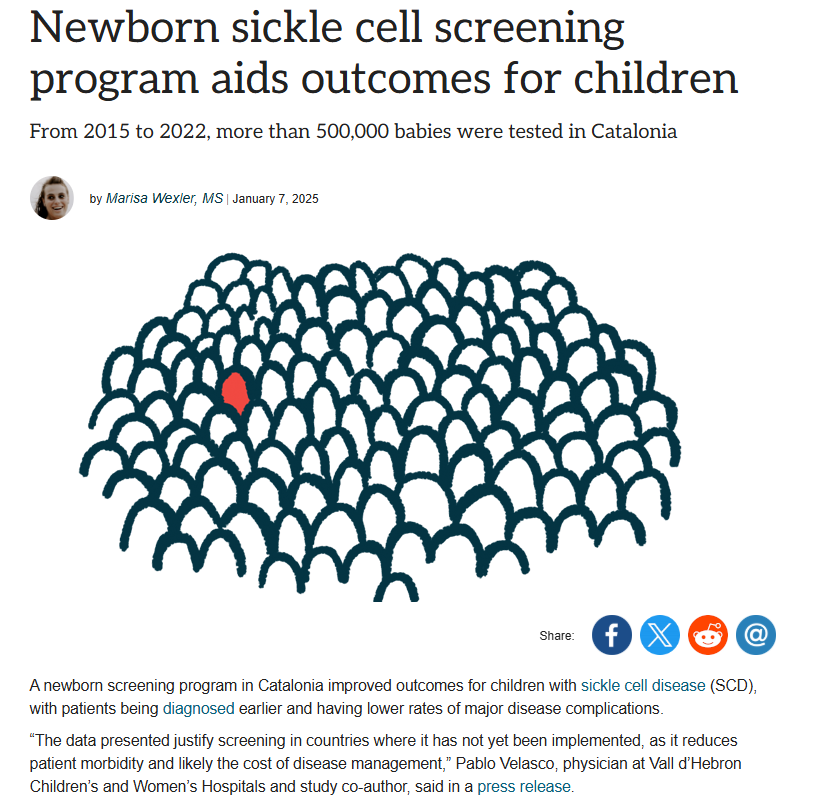 Newborn sickle cell screening
program aids outcomes for children
From 2015 to 2022, more than 500,000 babies were tested in Catalonia
by Marisa Wexler, MS | January 7, 2025
Share:
A newborn screening program in Catalonia improved outcomes for children with sickle cell disease (SCD),
with patients being diagnosed earlier and having lower rates of major disease complications.
“The data presented justify screening in countries where it has not yet been implemented, as it reduces
patient morbidity and likely the cost of disease management,” Pablo Velasco, physician at Vall d’Hebron
Children’s and Women’s Hospitals and study co-author, said in a press release.